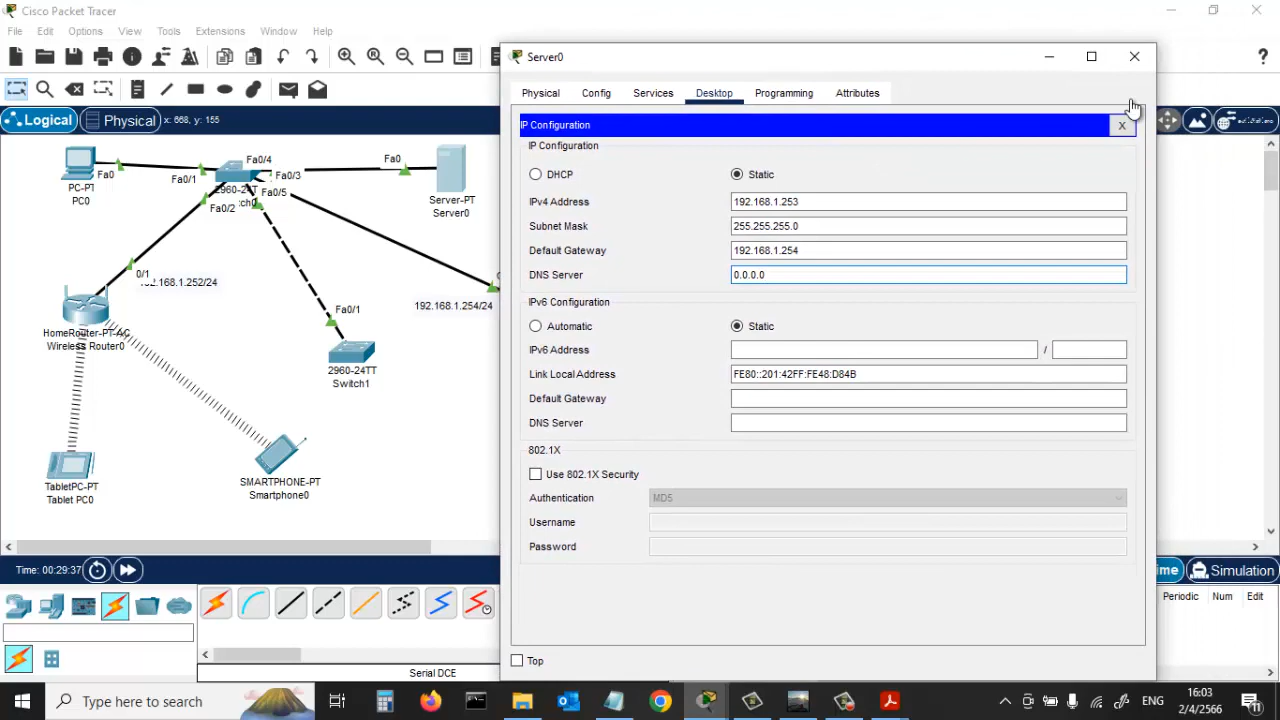 Cisco Packet Tracer
File Edit Options View Tools Extensions Window Help
Logical Physical x: 668, y: 155
Fa0/4
Fa0
Fa0
Fa0/1
Fa0/3
PC-PT
PC0
2960-24TT
Fa0/5
Fa0/2
Server-PT
Server0
0/1
192.168.1.252/24
192.168.1.254/24
Fa0/1
HomeRouter-PT-AC
Wireless Router0
2960-24TT
Switch1
TabletPC-PT
Tablet PC0
SMARTPHONE-PT
Smartphone0
Time: 00:29:37
Serial DCE
Server0
Physical Config Services Desktop Programming Attributes
IP Configuration X
IP Configuration
DHCP Static
IPv4 Address 192.168.1.253
Subnet Mask 255.255.255.0
Default Gateway 192.168.1.254
DNS Server 0.0.0.0
IPv6 Configuration
Automatic Static
IPv6 Address /
Link Local Address FE80::201:42FF:FE48:D84B
Default Gateway
DNS Server
802.1X
Use 802.1X Security
Authentication MD5
Username
Password
Top
Simulation
Periodic Num Edit
Type here to search
ENG
16:03
2/4/2566
11